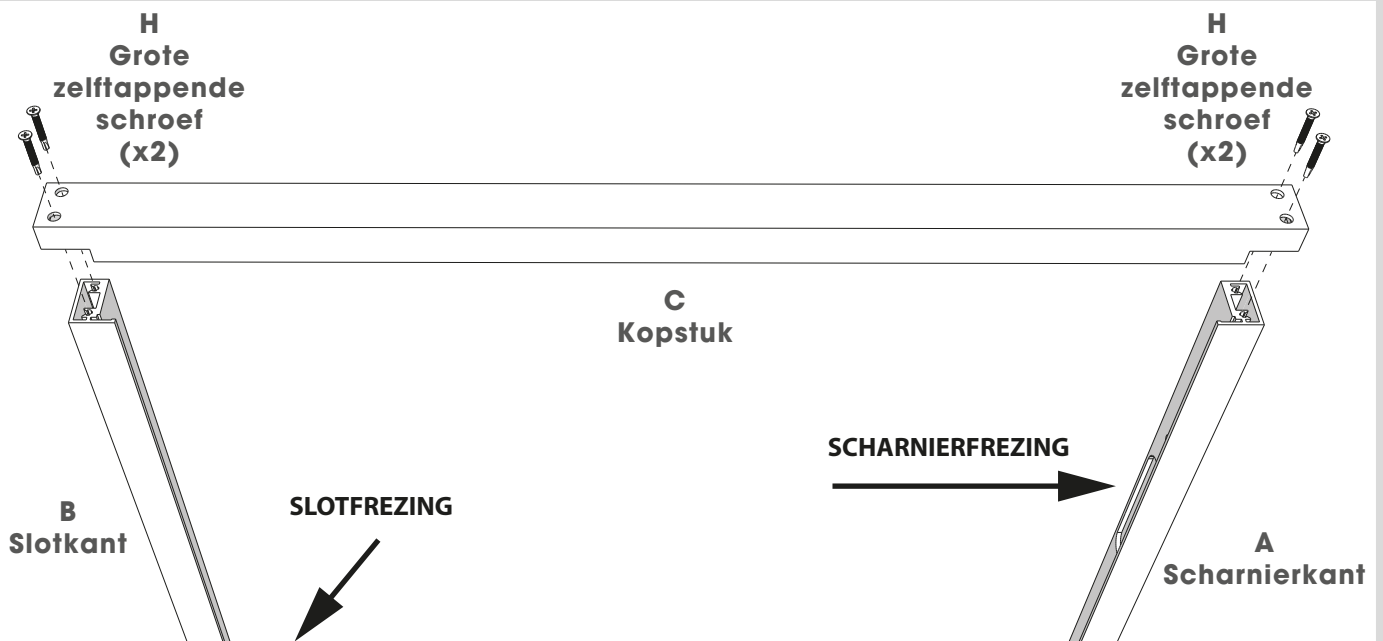 H
Grote
zelftappende
schroef
(x2)
H
Grote
zelftappende
schroef
(x2)
C
Kopstuk
SCHARNIERFREZING
SLOTFREZING
B
Slotkant
A
Scharnierkant